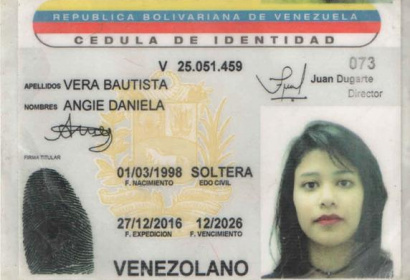 REPUBLICA BOLIVARIANA DE VENEZUELA
CEDULA DE IDENTIDAD
V 25.051.459
073
APELLIDOS VERA BAUTISTA
Juan Dugarte
Director
NOMBRES ANGIE DANIELA
FIRMA TITULAR
01/03/1998 SOLTERA
F. NACIMIENTO EDO CIVIL
27/12/2016 12/2026
F. EXPEDICION F. VENCIMIENTO
VENEZOLANO